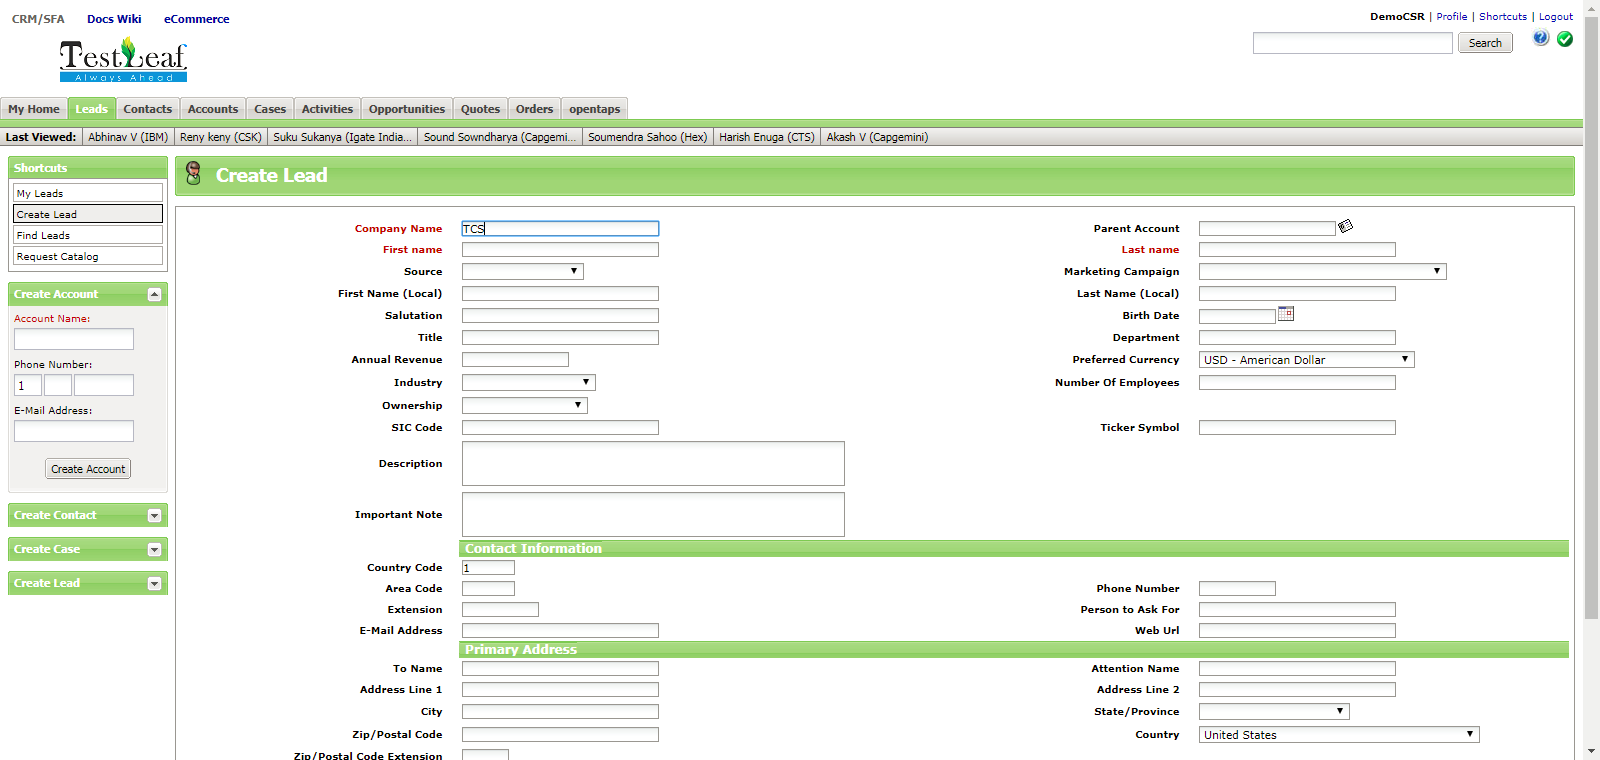 CRM/SFA Docs Wiki eCommerce
DemoCSR | Profile | Shortcuts | Logout
TestLeaf
Always Ahead
Search
My Home Leads Contacts Accounts Cases Activities Opportunities Quotes Orders opentaps
Last Viewed: Abhinav V (IBM) Reny keny (CSK) Suku Sukanya (Igate India... Sound Sowndharya (Capgemi... Soumendra Sahoo (Hex) Harish Enuga (CTS) Akash V (Capgemini)
Shortcuts
My Leads
Create Lead
Find Leads
Request Catalog
Create Account
Account Name:
Phone Number:
1
E-Mail Address:
Create Account
Create Contact
Create Case
Create Lead
Create Lead
Company Name TCS Parent Account
First name Last name
Source Marketing Campaign
First Name (Local) Last Name (Local)
Salutation Birth Date
Title Department
Annual Revenue Preferred Currency USD - American Dollar
Industry Number Of Employees
Ownership
SIC Code Ticker Symbol
Description
Important Note
Contact Information
Country Code 1
Area Code Phone Number
Extension Person to Ask For
E-Mail Address Web Url
Primary Address
To Name Attention Name
Address Line 1 Address Line 2
City State/Province
Zip/Postal Code Country United States
Zip/Postal Code Extension